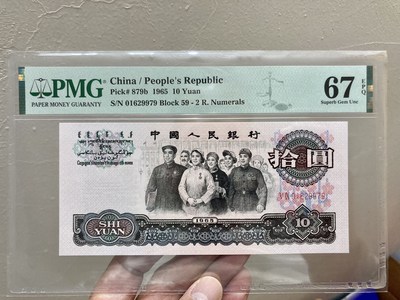 PMG
PAPER MONEY GUARANTY
China / People's Republic
Pick# 879b 1965 10 Yuan
S/N 01629979 Block 59 - 2 R. Numerals
67
EPQ
Superb Gem Unc
中國人民銀行
拾圓
SHI
YUAN
1965
10